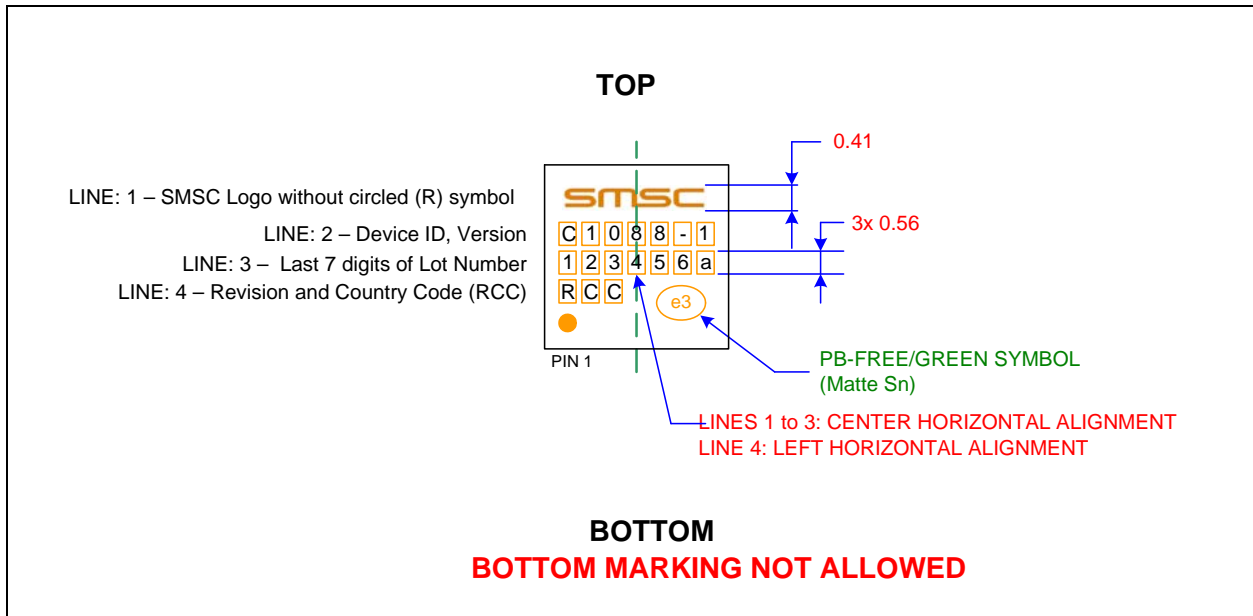 TOP
0.41
LINE: 1 – SMSC Logo without circled (R) symbol
SMSC
3x 0.56
LINE: 2 – Device ID, Version
C1088-1
LINE: 3 – Last 7 digits of Lot Number
123456a
LINE: 4 – Revision and Country Code (RCC)
RCC
e3
PIN 1
PB-FREE/GREEN SYMBOL
(Matte Sn)
LINES 1 to 3: CENTER HORIZONTAL ALIGNMENT
LINE 4: LEFT HORIZONTAL ALIGNMENT
BOTTOM
BOTTOM MARKING NOT ALLOWED